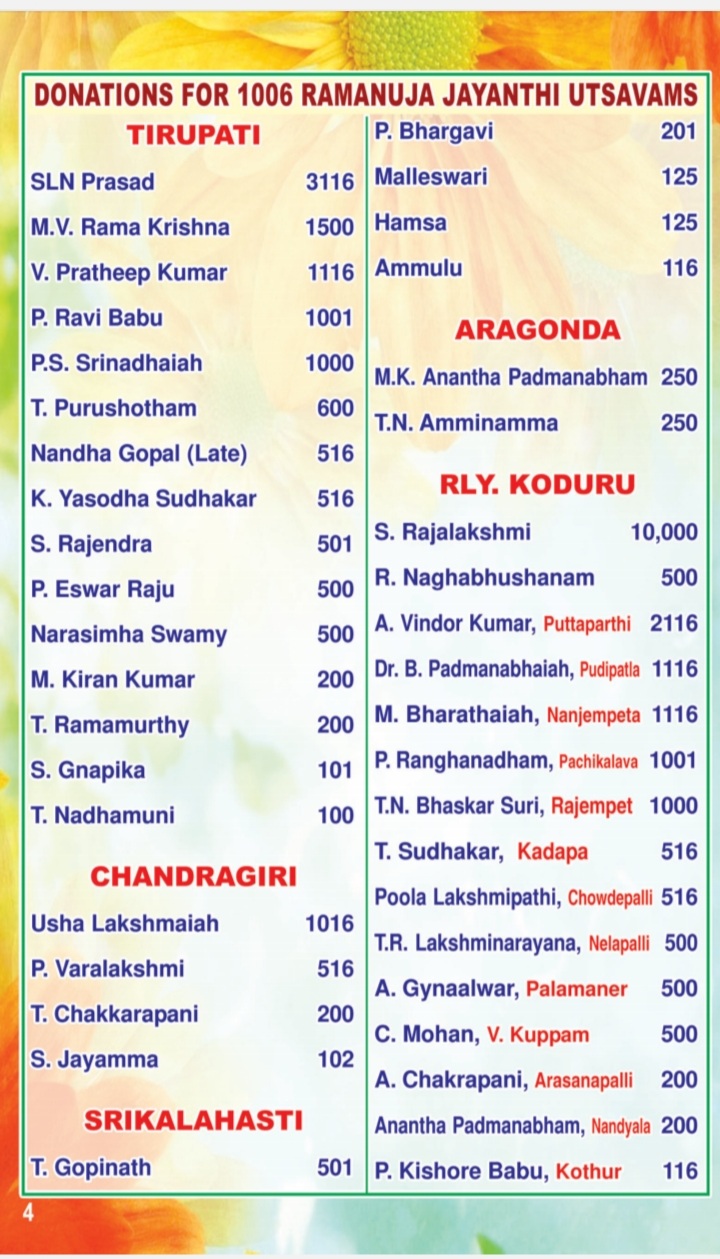 DONATIONS FOR 1006 RAMANUJA JAYANTHI UTSAVAMS
TIRUPATI
SLN Prasad 3116
M.V. Rama Krishna 1500
V. Pratheep Kumar 1116
P. Ravi Babu 1001
P.S. Srinadhaiah 1000
T. Purushotham 600
Nandha Gopal (Late) 516
K. Yasodha Sudhakar 516
S. Rajendra 501
P. Eswar Raju 500
Narasimha Swamy 500
M. Kiran Kumar 200
T. Ramamurthy 200
S. Gnapika 101
T. Nadhamuni 100
CHANDRAGIRI
Usha Lakshmaiah 1016
P. Varalakshmi 516
T. Chakkarapani 200
S. Jayamma 102
SRIKALAHASTI
T. Gopinath 501
P. Bhargavi 201
Malleswari 125
Hamsa 125
Ammulu 116
ARAGONDA
M.K. Anantha Padmanabham 250
T.N. Amminamma 250
RLY. KODURU
S. Rajalakshmi 10,000
R. Naghabhushanam 500
A. Vindor Kumar, Puttaparthi 2116
Dr. B. Padmanabhaiah, Pudipatla 1116
M. Bharathaiah, Nanjempeta 1116
P. Ranghanadham, Pachikalava 1001
T.N. Bhaskar Suri, Rajempet 1000
T. Sudhakar, Kadapa 516
Poola Lakshmipathi, Chowdepalli 516
T.R. Lakshminarayana, Nelapalli 500
A. Gynaalwar, Palamaner 500
C. Mohan, V. Kuppam 500
A. Chakrapani, Arasanapalli 200
Anantha Padmanabham, Nandyala 200
P. Kishore Babu, Kothur 116
4